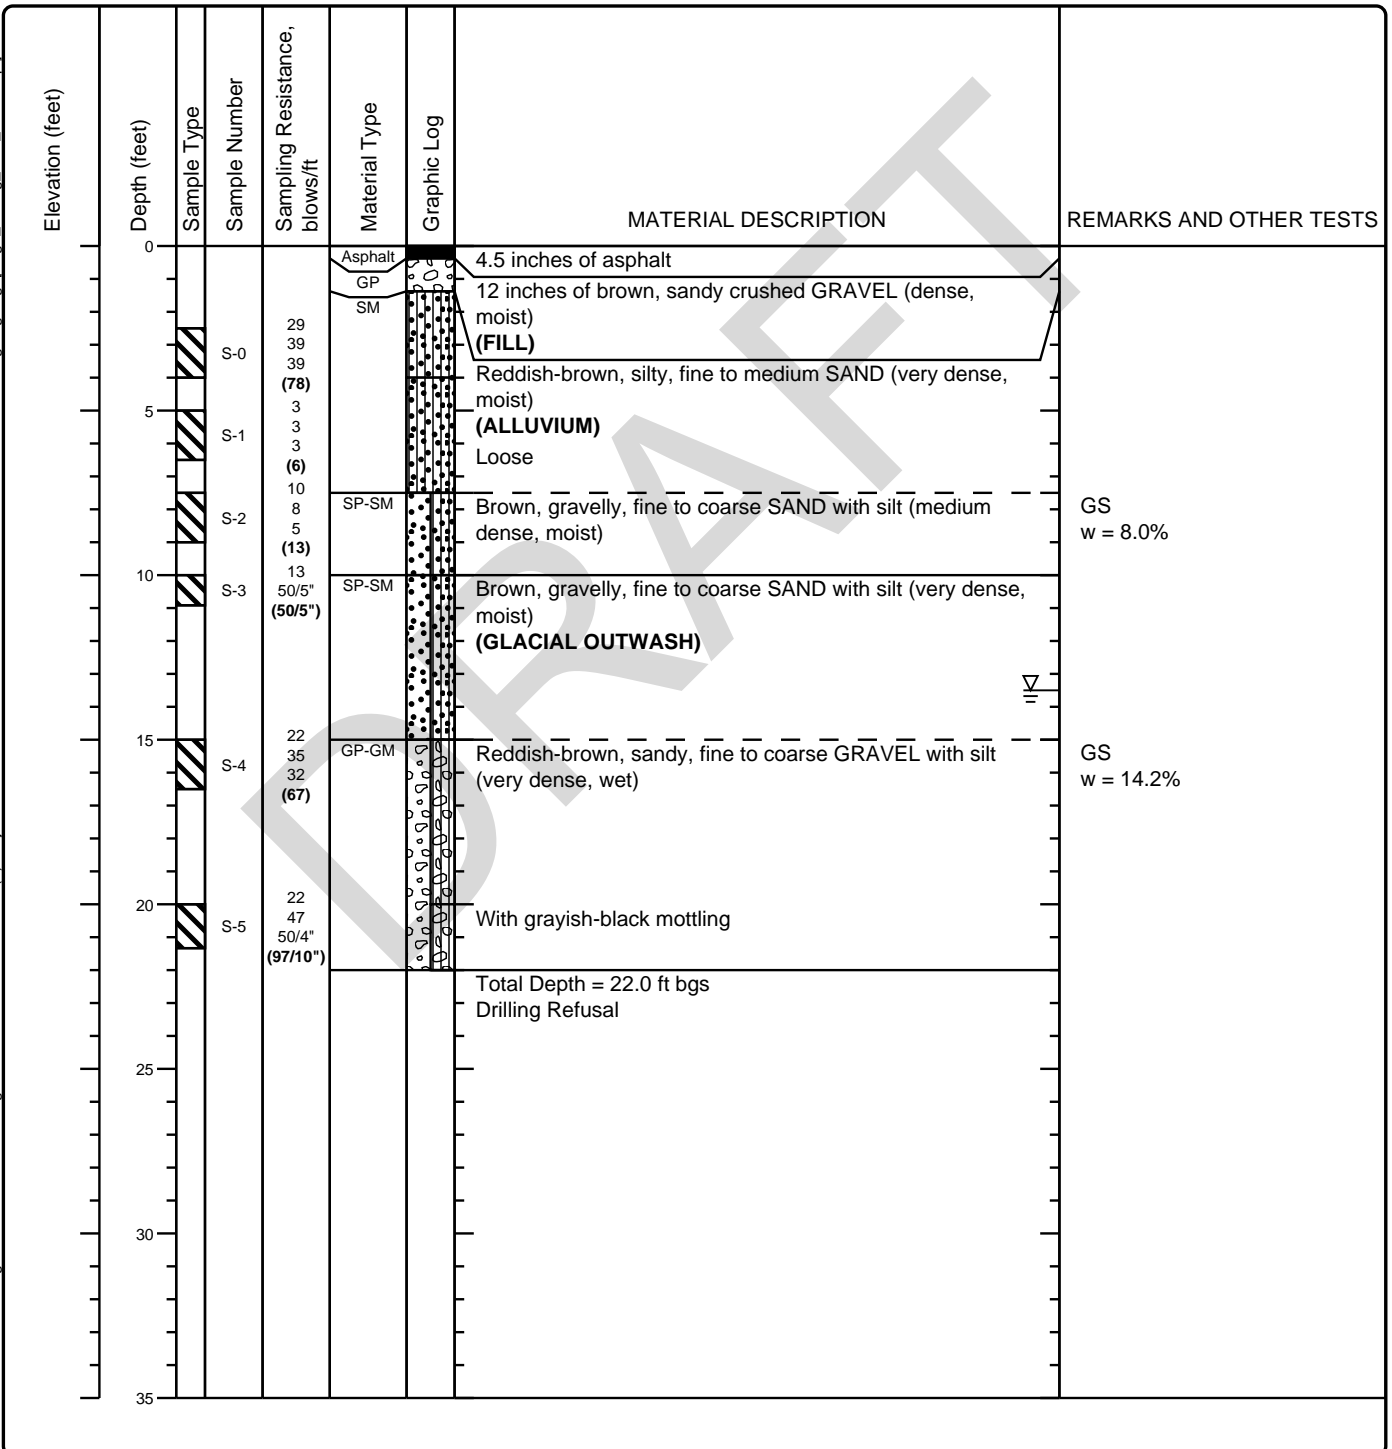 Elevation (feet)
Depth (feet)
Sample Type
Sample Number
Sampling Resistance,
blows/ft
Material Type
Graphic Log
MATERIAL DESCRIPTION
REMARKS AND OTHER TESTS
0
Asphalt
4.5 inches of asphalt
GP
12 inches of brown, sandy crushed GRAVEL (dense,
moist)
(FILL)
SM
S-0
29
39
39
(78)
Reddish-brown, silty, fine to medium SAND (very dense,
moist)
(ALLUVIUM)
5
S-1
3
3
3
(6)
Loose
S-2
10
8
5
(13)
SP-SM
Brown, gravelly, fine to coarse SAND with silt (medium
dense, moist)
GS
w = 8.0%
10
S-3
13
50/5"
(50/5")
SP-SM
Brown, gravelly, fine to coarse SAND with silt (very dense,
moist)
(GLACIAL OUTWASH)
15
S-4
22
35
32
(67)
GP-GM
Reddish-brown, sandy, fine to coarse GRAVEL with silt
(very dense, wet)
GS
w = 14.2%
20
S-5
22
47
50/4"
(97/10")
With grayish-black mottling
Total Depth = 22.0 ft bgs
Drilling Refusal
25
30
35
DRAFT